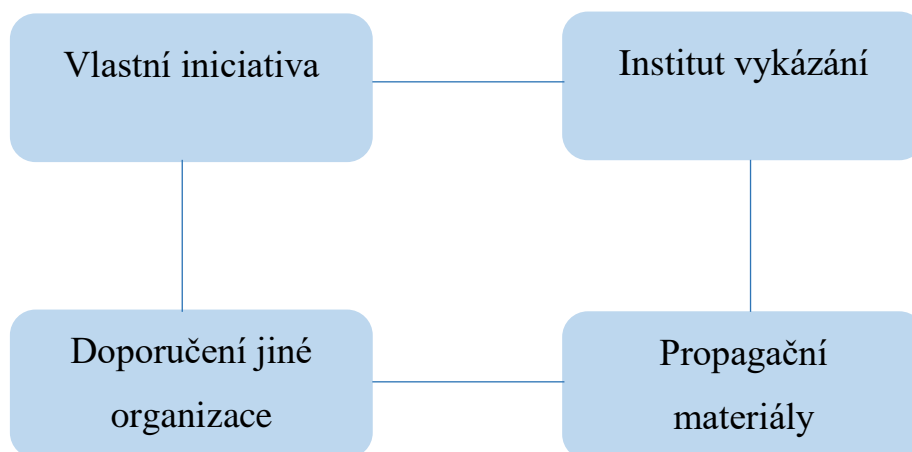 Vlastní iniciativa
Institut vykázání
Doporučení jiné
organizace
Propagační
materiály